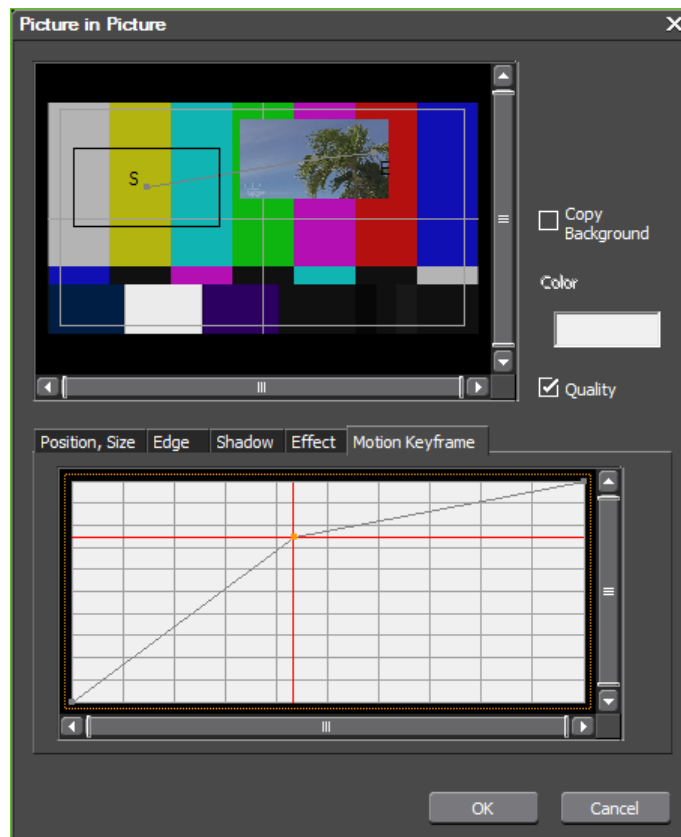 Picture in Picture
S
E
Copy
Background
Color
Quality
Position, Size
Edge
Shadow
Effect
Motion Keyframe
OK
Cancel